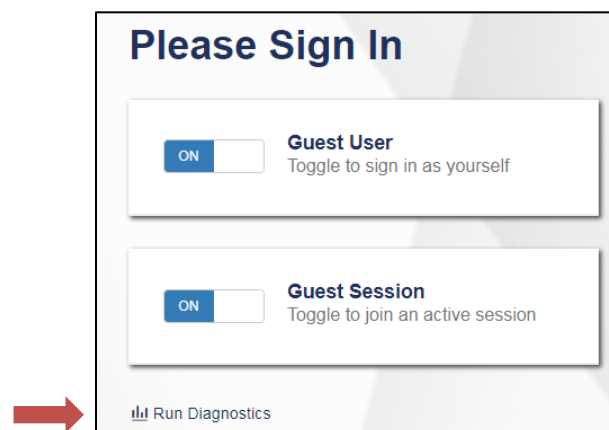 Please Sign In
ON
Guest User
Toggle to sign in as yourself
ON
Guest Session
Toggle to join an active session
Run Diagnostics